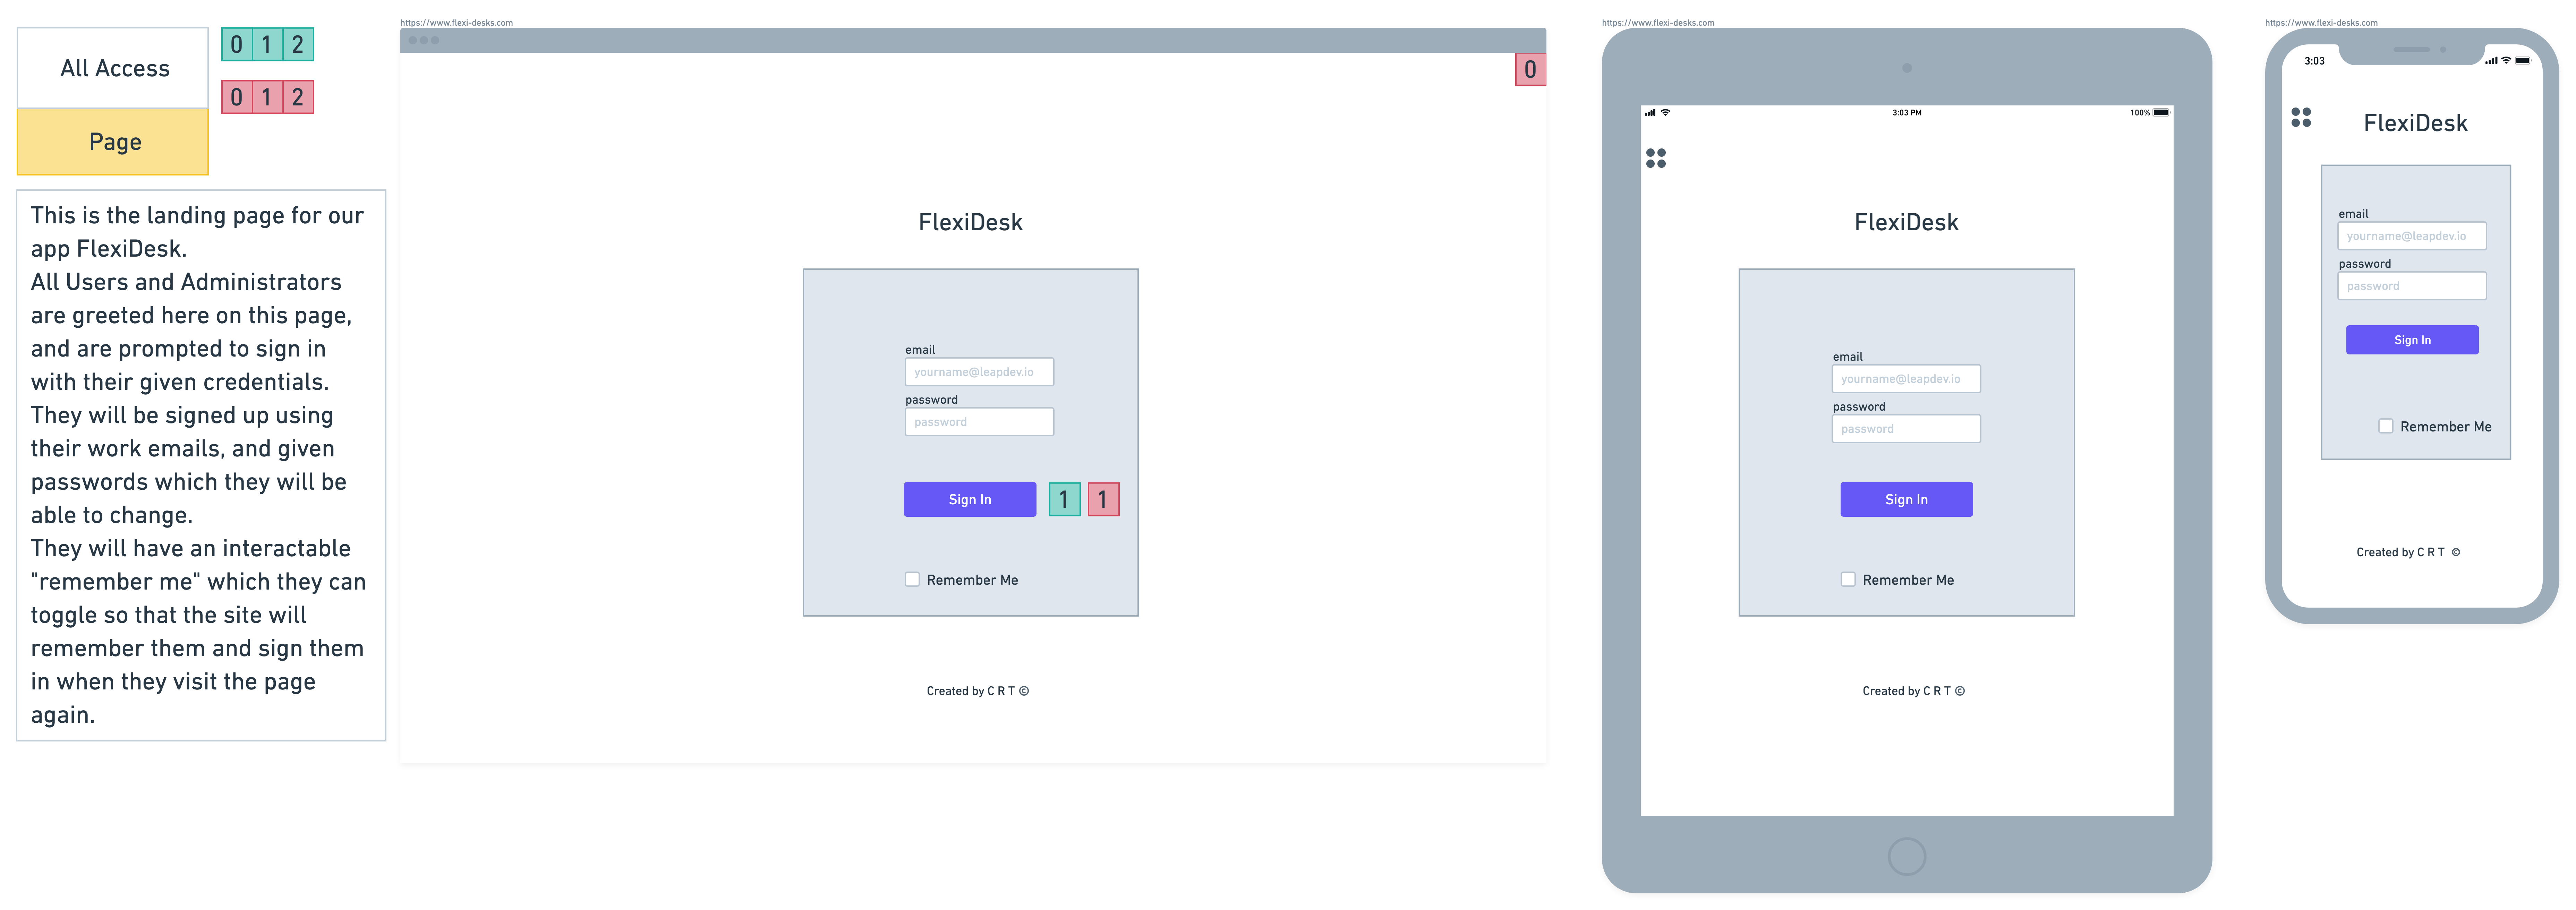 All Access
Page
0 1 2
0 1 2
This is the landing page for our
app FlexiDesk.
All Users and Administrators
are greeted here on this page,
and are prompted to sign in
with their given credentials.
They will be signed up using
their work emails, and given
passwords which they will be
able to change.
They will have an interactable
"remember me" which they can
toggle so that the site will
remember them and sign them
in when they visit the page
again.
https://www.flexi-desks.com
0
FlexiDesk
email
yourname@leapdev.io
password
password
Sign In 1 1
Remember Me
Created by C R T ©
https://www.flexi-desks.com
3:03 PM 100%
FlexiDesk
email
yourname@leapdev.io
password
password
Sign In
Remember Me
Created by C R T ©
https://www.flexi-desks.com
3:03
FlexiDesk
email
yourname@leapdev.io
password
password
Sign In
Remember Me
Created by C R T ©